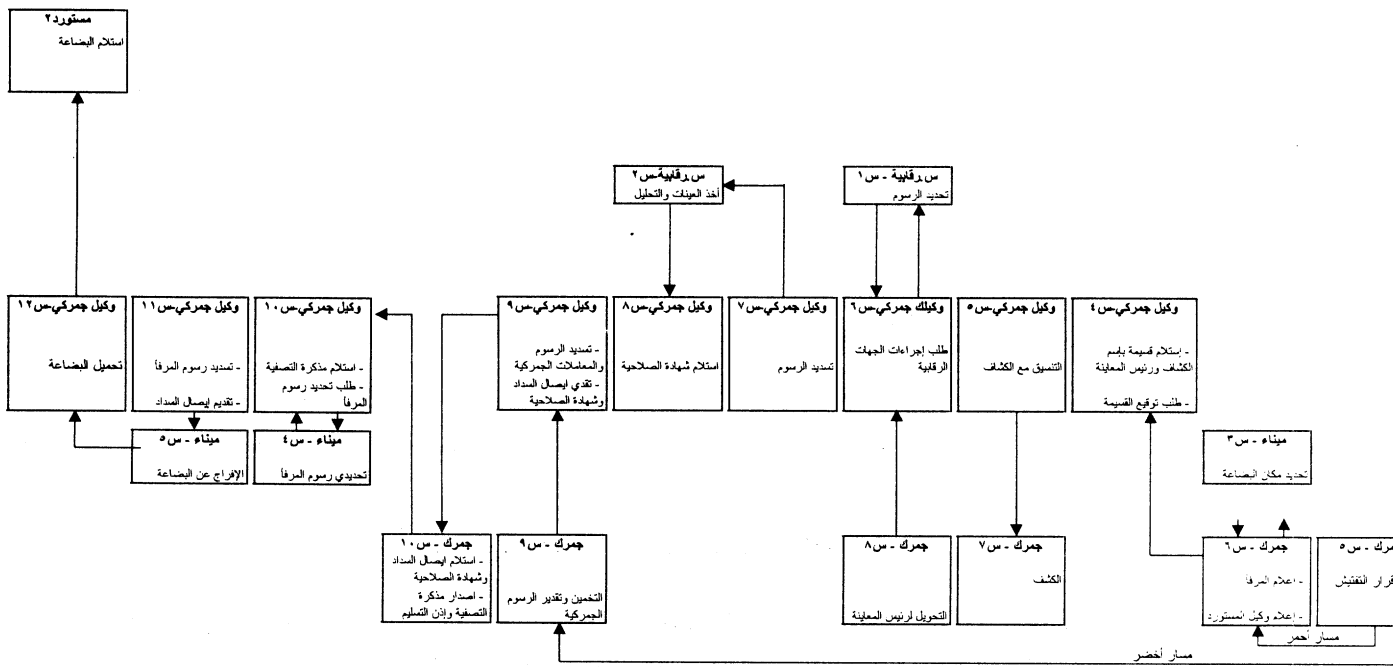 مستورد٢
استلام البضاعة
س رقابية - س١
تحديد الرسوم
س رقابية-س٢
أخذ العينات والتحليل
وكيل جمركي-س٤
- إستلام قسيمة بإسم
الكشاف ورئيس المعاينة
- طلب توقيع القسيمة
وكيل جمركي-س٥
التنسيق مع الكشاف
وكيلك جمركي-س٦
طلب إجراءات الجهات
الرقابية
وكيل جمركي-س٧
تسديد الرسوم
وكيل جمركي-س٨
استلام شهادة الصلاحية
وكيل جمركي-س٩
- تسديد الرسوم
والمعاملات الجمركية
- تقدي ايصال السداد
وشهادة الصلاحية
وكيل جمركي-س١٠
- استلام مذكرة التصفية
- طلب تحديد رسوم
المرفأ
وكيل جمركي-س١١
- تسديد رسوم المرفأ
- تقديم إيصال السداد
وكيل جمركي-س١٢
تحميل البضاعة
ميناء - س٣
تحديد مكان البضاعة
ميناء - س٤
تحديدي رسوم المرفأ
ميناء - س٥
الإفراج عن البضاعة
مرك - س٥
قرار التفتيش
جمرك - س٦
- اعلام المرفأ
- إعلام وكيل المستورد
جمرك - س٧
الكشف
جمرك - س٨
التحويل لرئيس المعاينة
جمرك - س٩
التخمين وتقدير الرسوم
الجمركية
جمرك - س١٠
- استلام ايصال السداد
وشهادة الصلاحية
- اصدار مذكرة
التصفية وإذن التسليم
مسار أحمر
مسار أخضر